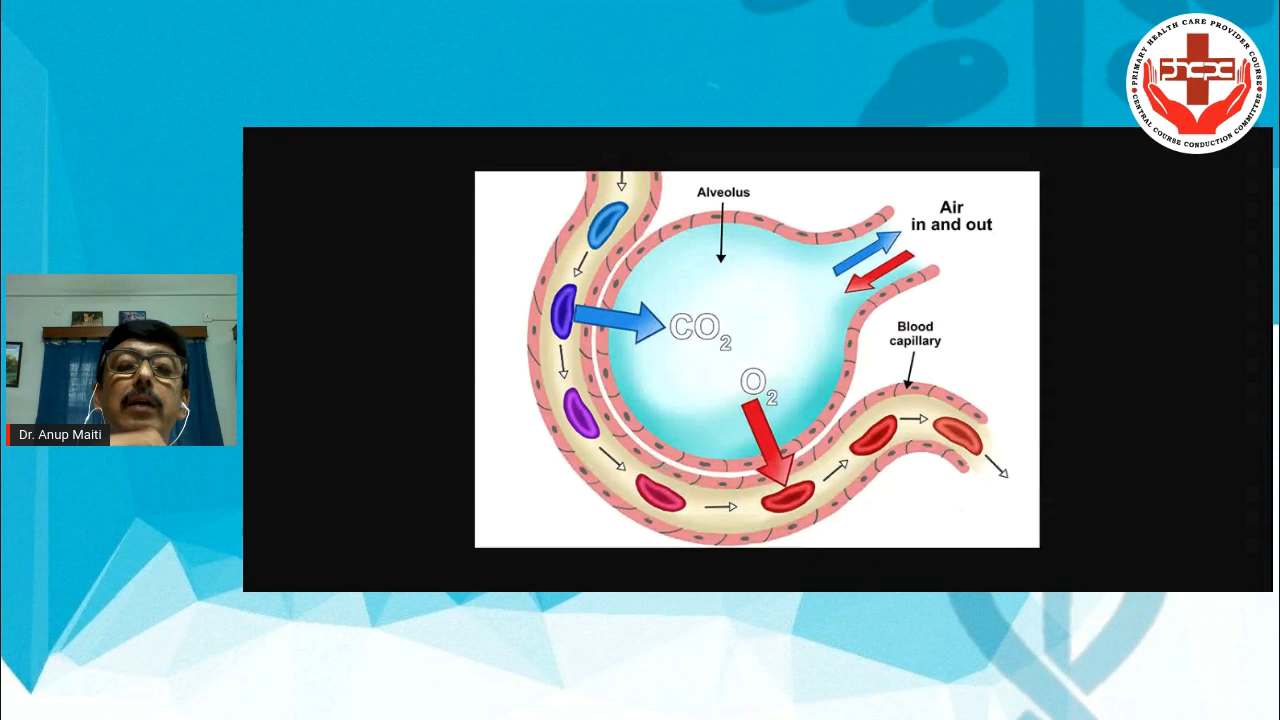 PRIMARY HEALTH CARE PROVIDER COURSE
phcpc
CENTRAL COURSE CONDUCTION COMMITTEE
Alveolus
Air
in and out
CO₂
Blood
capillary
O₂
Dr. Anup Maiti